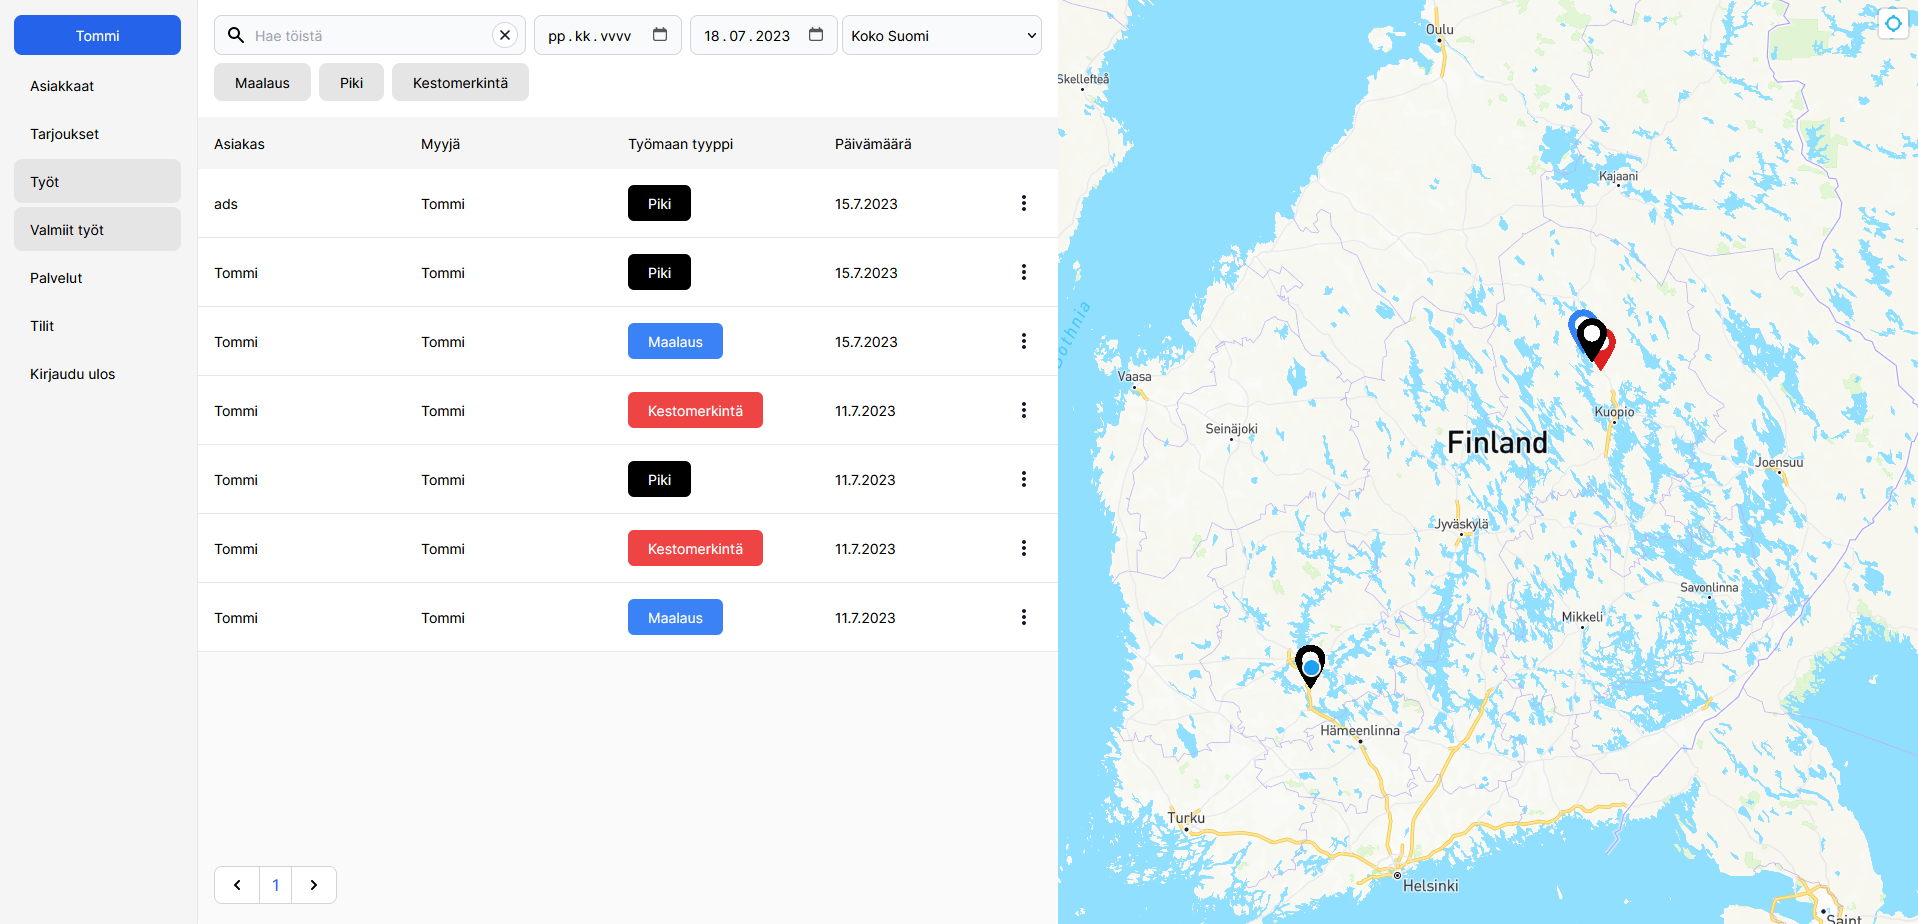 Tommi
Asiakkaat
Tarjoukset
Työt
Valmiit työt
Palvelut
Tilit
Kirjaudu ulos
Hae töistä
pp.kk.vvvv
18.07.2023
Koko Suomi
Maalaus Piki Kestomerkintä
Asiakas Myyjä Työmaan tyyppi Päivämäärä
ads Tommi Piki 15.7.2023
Tommi Tommi Piki 15.7.2023
Tommi Tommi Maalaus 15.7.2023
Tommi Tommi Kestomerkintä 11.7.2023
Tommi Tommi Piki 11.7.2023
Tommi Tommi Kestomerkintä 11.7.2023
Tommi Tommi Maalaus 11.7.2023
1
Oulu
Skellefteå
Kajaani
othnia
Vaasa
Kuopio
Seinäjoki
Finland
Joensuu
Jyväskylä
Savonlinna
Mikkeli
Hämeenlinna
Turku
Helsinki
Saint